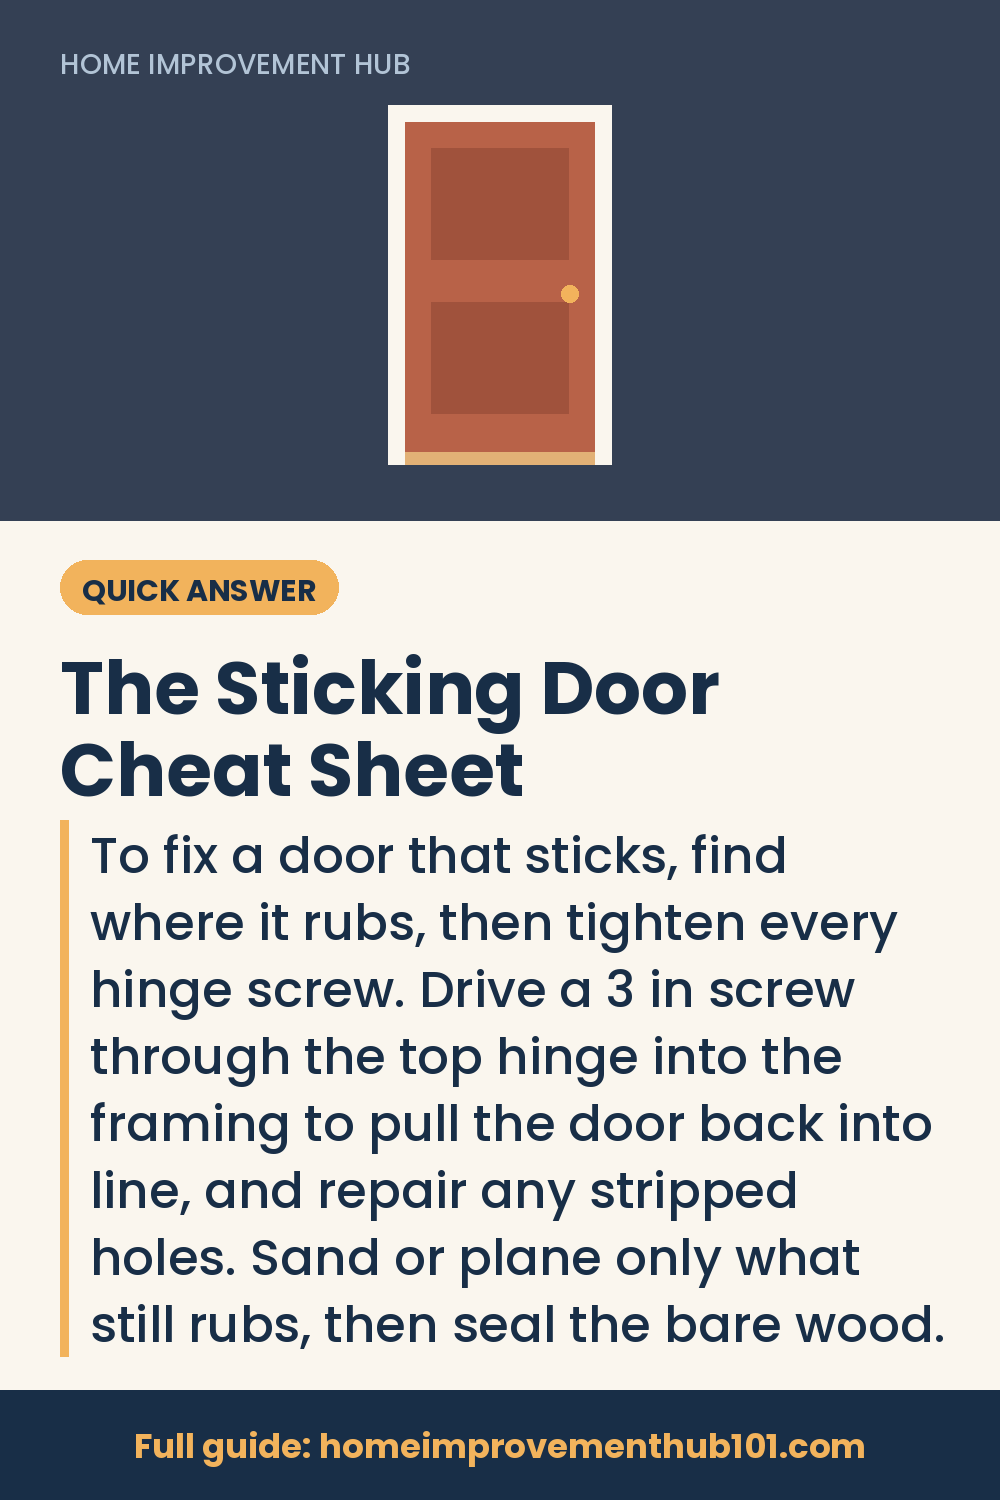 HOME IMPROVEMENT HUB
QUICK ANSWER
The Sticking Door
Cheat Sheet
To fix a door that sticks, find
where it rubs, then tighten every
hinge screw. Drive a 3 in screw
through the top hinge into the
framing to pull the door back into
line, and repair any stripped
holes. Sand or plane only what
still rubs, then seal the bare wood.
Full guide: homeimprovementhub101.com